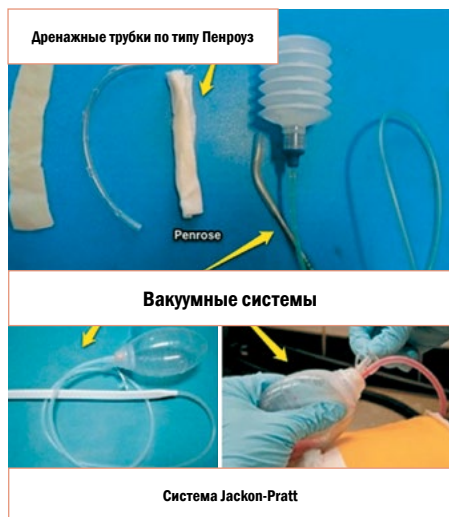 Дренажные трубки по типу Пенроуз
Penrose
Вакуумные системы
Система Jackon-Pratt